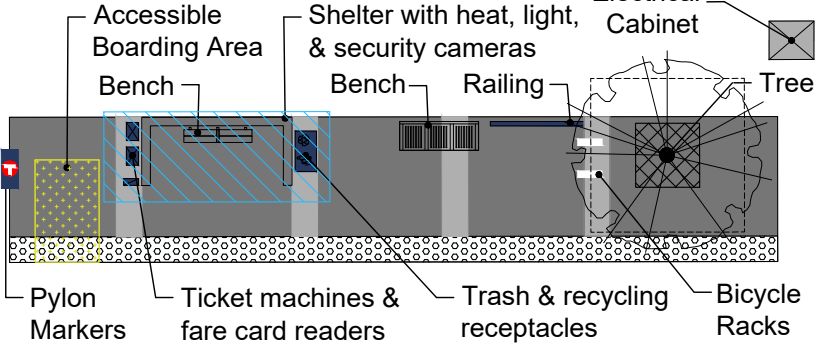 Accessible
Boarding Area
Shelter with heat, light,
& security cameras
Electrical
Cabinet
Bench
Bench
Railing
Tree
T
Pylon
Markers
Ticket machines &
fare card readers
Trash & recycling
receptacles
Bicycle
Racks